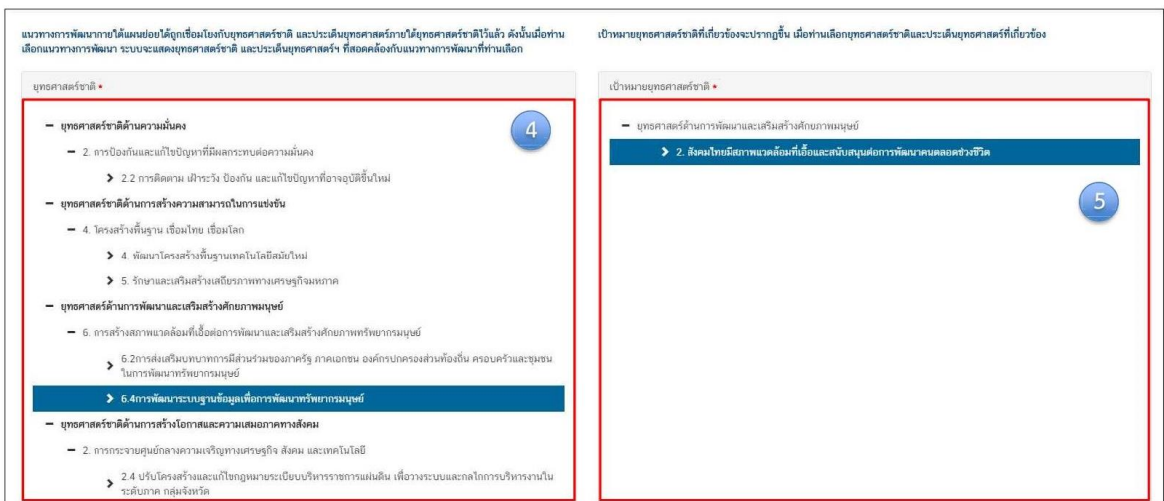 แนวทางการพัฒนาภายใต้แผนย่อยได้ถูกเชื่อมโยงกับยุทธศาสตร์ชาติ และประเด็นยุทธศาสตร์ภายใต้ยุทธศาสตร์ชาติไว้แล้ว ดังนั้นเมื่อท่าน
เลือกแนวทางการพัฒนา ระบบจะแสดงยุทธศาสตร์ชาติ และประเด็นยุทธศาสตร์ฯ ที่สอดคล้องกับแนวทางการพัฒนาที่ท่านเลือก
ยุทธศาสตร์ชาติ •
4
– ยุทธศาสตร์ชาติด้านความมั่นคง
– 2. การป้องกันและแก้ไขปัญหาที่มีผลกระทบต่อความมั่นคง
> 2.2 การติดตาม เฝ้าระวัง ป้องกัน และแก้ไขปัญหาที่อาจอุบัติขึ้นใหม่
– ยุทธศาสตร์ชาติด้านการสร้างความสามารถในการแข่งขัน
– 4. โครงสร้างพื้นฐาน เชื่อมไทย เชื่อมโลก
> 4. พัฒนาโครงสร้างพื้นฐานเทคโนโลยีสมัยใหม่
> 5. รักษาและเสริมสร้างเสถียรภาพทางเศรษฐกิจมหภาค
– ยุทธศาสตร์ด้านการพัฒนาและเสริมสร้างศักยภาพมนุษย์
– 6. การสร้างสภาพแวดล้อมที่เอื้อต่อการพัฒนาและเสริมสร้างศักยภาพทรัพยากรมนุษย์
> 6.2การส่งเสริมบทบาทการมีส่วนร่วมของภาครัฐ ภาคเอกชน องค์กรปกครองส่วนท้องถิ่น ครอบครัวและชุมชน
ในการพัฒนาทรัพยากรมนุษย์
> 6.4การพัฒนาระบบฐานข้อมูลเพื่อการพัฒนาทรัพยากรมนุษย์
– ยุทธศาสตร์ชาติด้านการสร้างโอกาสและความเสมอภาคทางสังคม
– 2. การกระจายศูนย์กลางความเจริญทางเศรษฐกิจ สังคม และเทคโนโลยี
> 2.4 ปรับโครงสร้างและแก้ไขกฎหมายระเบียบบริหารราชการแผ่นดิน เพื่อวางระบบและกลไกการบริหารงานใน
ระดับภาค กลุ่มจังหวัด
เป้าหมายยุทธศาสตร์ชาติที่เกี่ยวข้องจะปรากฏขึ้น เมื่อท่านเลือกยุทธศาสตร์ชาติและประเด็นยุทธศาสตร์ที่เกี่ยวข้อง
เป้าหมายยุทธศาสตร์ชาติ •
– ยุทธศาสตร์ด้านการพัฒนาและเสริมสร้างศักยภาพมนุษย์
> 2. สังคมไทยมีสภาพแวดล้อมที่เอื้อและสนับสนุนต่อการพัฒนาคนตลอดช่วงชีวิต
5